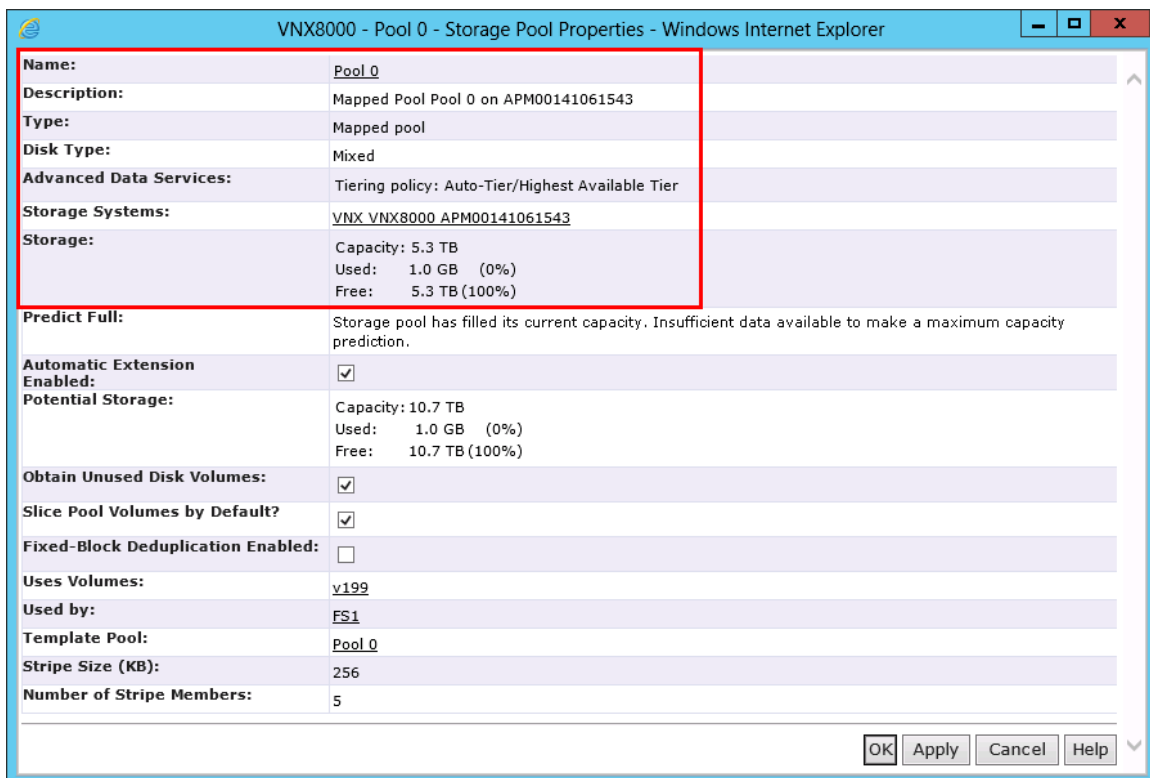 VNX8000 - Pool 0 - Storage Pool Properties - Windows Internet Explorer
Name: Pool 0
Description: Mapped Pool Pool 0 on APM00141061543
Type: Mapped pool
Disk Type: Mixed
Advanced Data Services: Tiering policy: Auto-Tier/Highest Available Tier
Storage Systems: VNX VNX8000 APM00141061543
Storage: Capacity: 5.3 TB
Used: 1.0 GB (0%)
Free: 5.3 TB (100%)
Predict Full: Storage pool has filled its current capacity. Insufficient data available to make a maximum capacity
prediction.
Automatic Extension
Enabled:
Potential Storage: Capacity: 10.7 TB
Used: 1.0 GB (0%)
Free: 10.7 TB (100%)
Obtain Unused Disk Volumes:
Slice Pool Volumes by Default?
Fixed-Block Deduplication Enabled:
Uses Volumes: v199
Used by: FS1
Template Pool: Pool 0
Stripe Size (KB): 256
Number of Stripe Members: 5
OK Apply Cancel Help